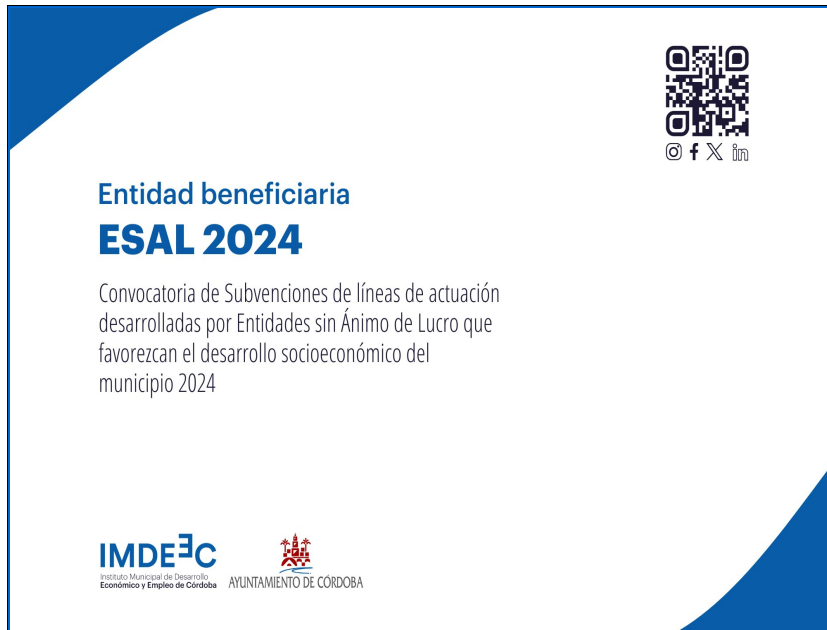 Entidad beneficiaria
ESAL 2024
Convocatoria de Subvenciones de líneas de actuación
desarrolladas por Entidades sin Ánimo de Lucro que
favorezcan el desarrollo socioeconómico del
municipio 2024
IMDEEC
Instituto Municipal de Desarrollo
Económico y Empleo de Córdoba
AYUNTAMIENTO DE CÓRDOBA